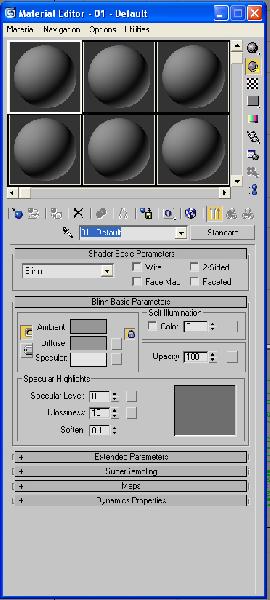 Material Editor - 01 - Default
Material Navigation Options Utilities
01 - Default Standard
Shader Basic Parameters
Blinn Wire 2-Sided
Face Map Faceted
Blinn Basic Parameters
Self-Illumination
Ambient: Color
Diffuse:
Specular: Opacity: 100
Specular Highlights
Specular Level: 0
Glossiness: 10
Soften: 0.1
+ Extended Parameters
+ SuperSampling
+ Maps
+ Dynamics Properties